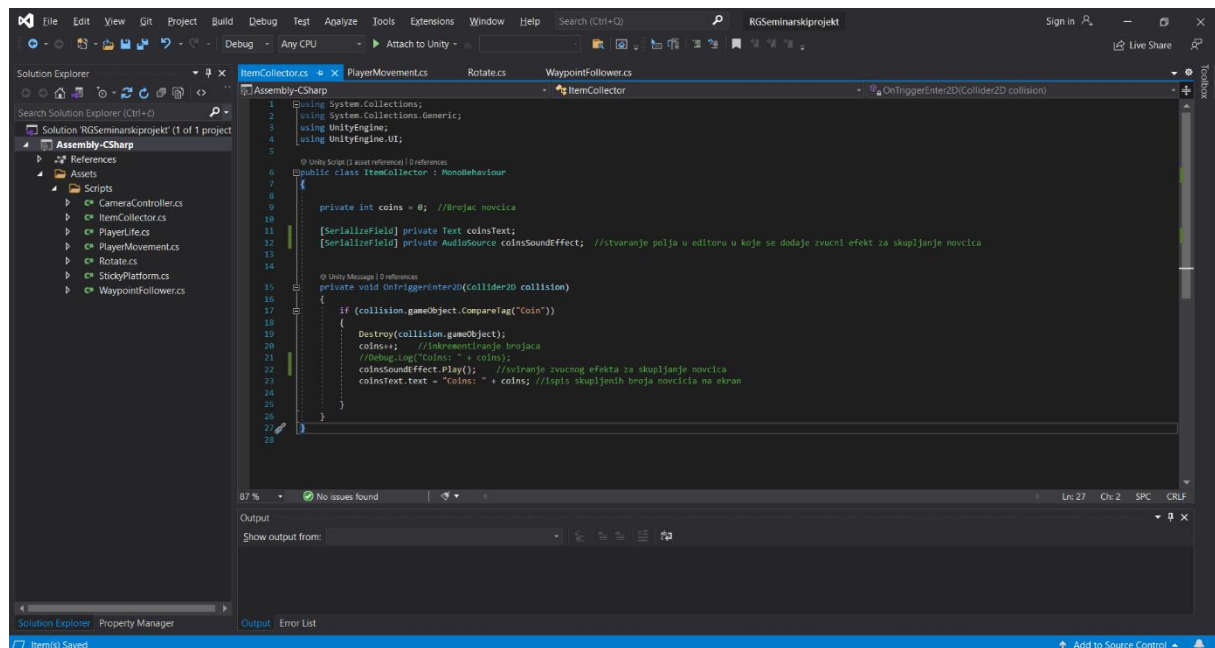 File Edit View Git Project Build Debug Test Analyze Tools Extensions Window Help Search (Ctrl+Q) RGSeminarskiprojekt Sign in
Debug Any CPU Attach to Unity Live Share
Solution Explorer
Search Solution Explorer (Ctrl+č)
Solution 'RGSeminarskiprojekt' (1 of 1 project
Assembly-CSharp
References
Assets
Scripts
CameraController.cs
ItemCollector.cs
PlayerLife.cs
PlayerMovement.cs
Rotate.cs
StickyPlatform.cs
WaypointFollower.cs
Solution Explorer Property Manager
ItemCollector.cs PlayerMovement.cs Rotate.cs WaypointFollower.cs
Assembly-CSharp ItemCollector OnTriggerEnter2D(Collider2D collision)
1 using System.Collections;
2 using System.Collections.Generic;
3 using UnityEngine;
4 using UnityEngine.UI;
5
Unity Script (1 asset reference) | 0 references
6 public class ItemCollector : MonoBehaviour
7 {
8
9 private int coins = 0; //Brojac novcica
10
11 [SerializeField] private Text coinsText;
12 [SerializeField] private AudioSource coinsSoundEffect; //stvaranje polja u editoru u koje se dodaje zvucni efekt za skupljanje novcica
13
14
Unity Message | 0 references
15 private void OnTriggerEnter2D(Collider2D collision)
16 {
17 if (collision.gameObject.CompareTag("Coin"))
18 {
19 Destroy(collision.gameObject);
20 coins++; //inkrementiranje brojaca
21 //Debug.Log("Coins: " + coins);
22 coinsSoundEffect.Play(); //sviranje zvucnog efekta za skupljanje novcica
23 coinsText.text = "Coins: " + coins; //ispis skupljenih broja novcicia na ekran
24
25 }
26 }
27 }
28
87 % No issues found Ln: 27 Ch: 2 SPC CRLF
Output
Show output from:
Output Error List
Toolbox
Item(s) Saved Add to Source Control